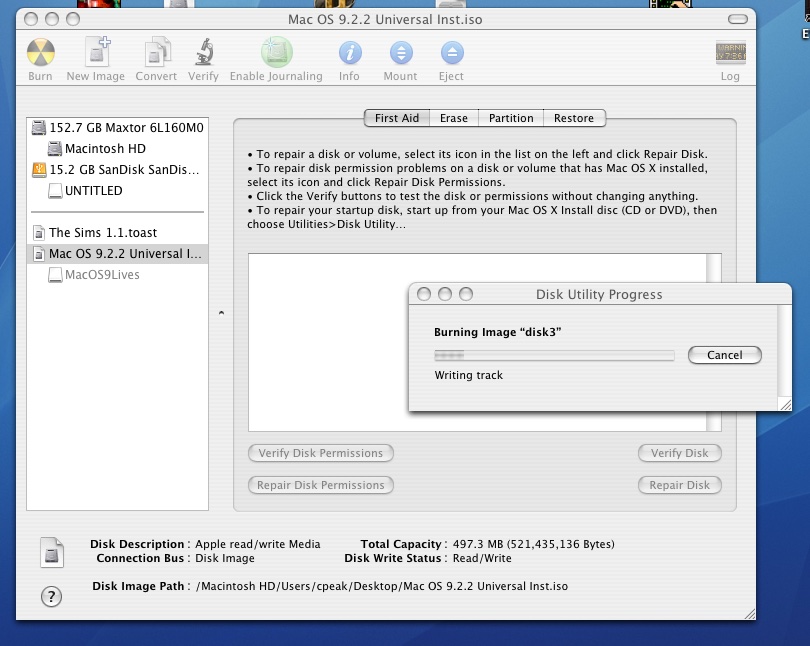 Mac OS 9.2.2 Universal Inst.iso
Burn New Image Convert Verify Enable Journaling Info Mount Eject Log
152.7 GB Maxtor 6L160M0
Macintosh HD
15.2 GB SanDisk SanDis...
UNTITLED
The Sims 1.1.toast
Mac OS 9.2.2 Universal I...
MacOS9Lives
First Aid Erase Partition Restore
• To repair a disk or volume, select its icon in the list on the left and click Repair Disk.
• To repair disk permission problems on a disk or volume that has Mac OS X installed,
select its icon and click Repair Disk Permissions.
• Click the Verify buttons to test the disk or permissions without changing anything.
• To repair your startup disk, start up from your Mac OS X Install disc (CD or DVD), then
choose Utilities>Disk Utility...
Disk Utility Progress
Burning Image “disk3”
Cancel
Writing track
Verify Disk Permissions Verify Disk
Repair Disk Permissions Repair Disk
Disk Description : Apple read/write Media Total Capacity : 497.3 MB (521,435,136 Bytes)
Connection Bus : Disk Image Disk Write Status : Read/Write
Disk Image Path : /Macintosh HD/Users/cpeak/Desktop/Mac OS 9.2.2 Universal Inst.iso
?